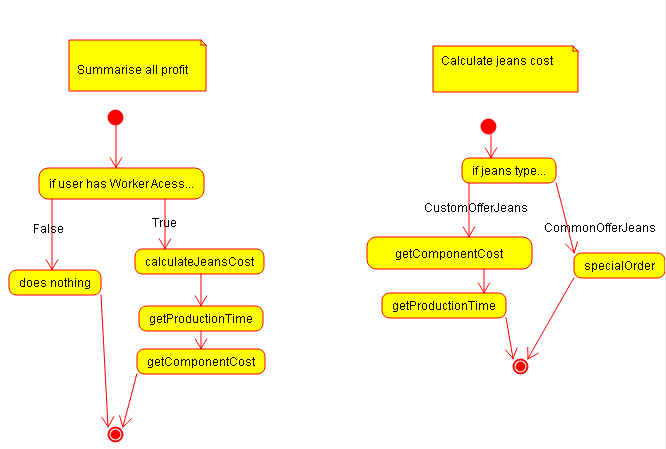 Summarise all profit
if user has WorkerAcess...
False
True
calculateJeansCost
does nothing
getProductionTime
getComponentCost
Calculate jeans cost
if jeans type...
CustomOfferJeans
CommonOfferJeans
getComponentCost
specialOrder
getProductionTime